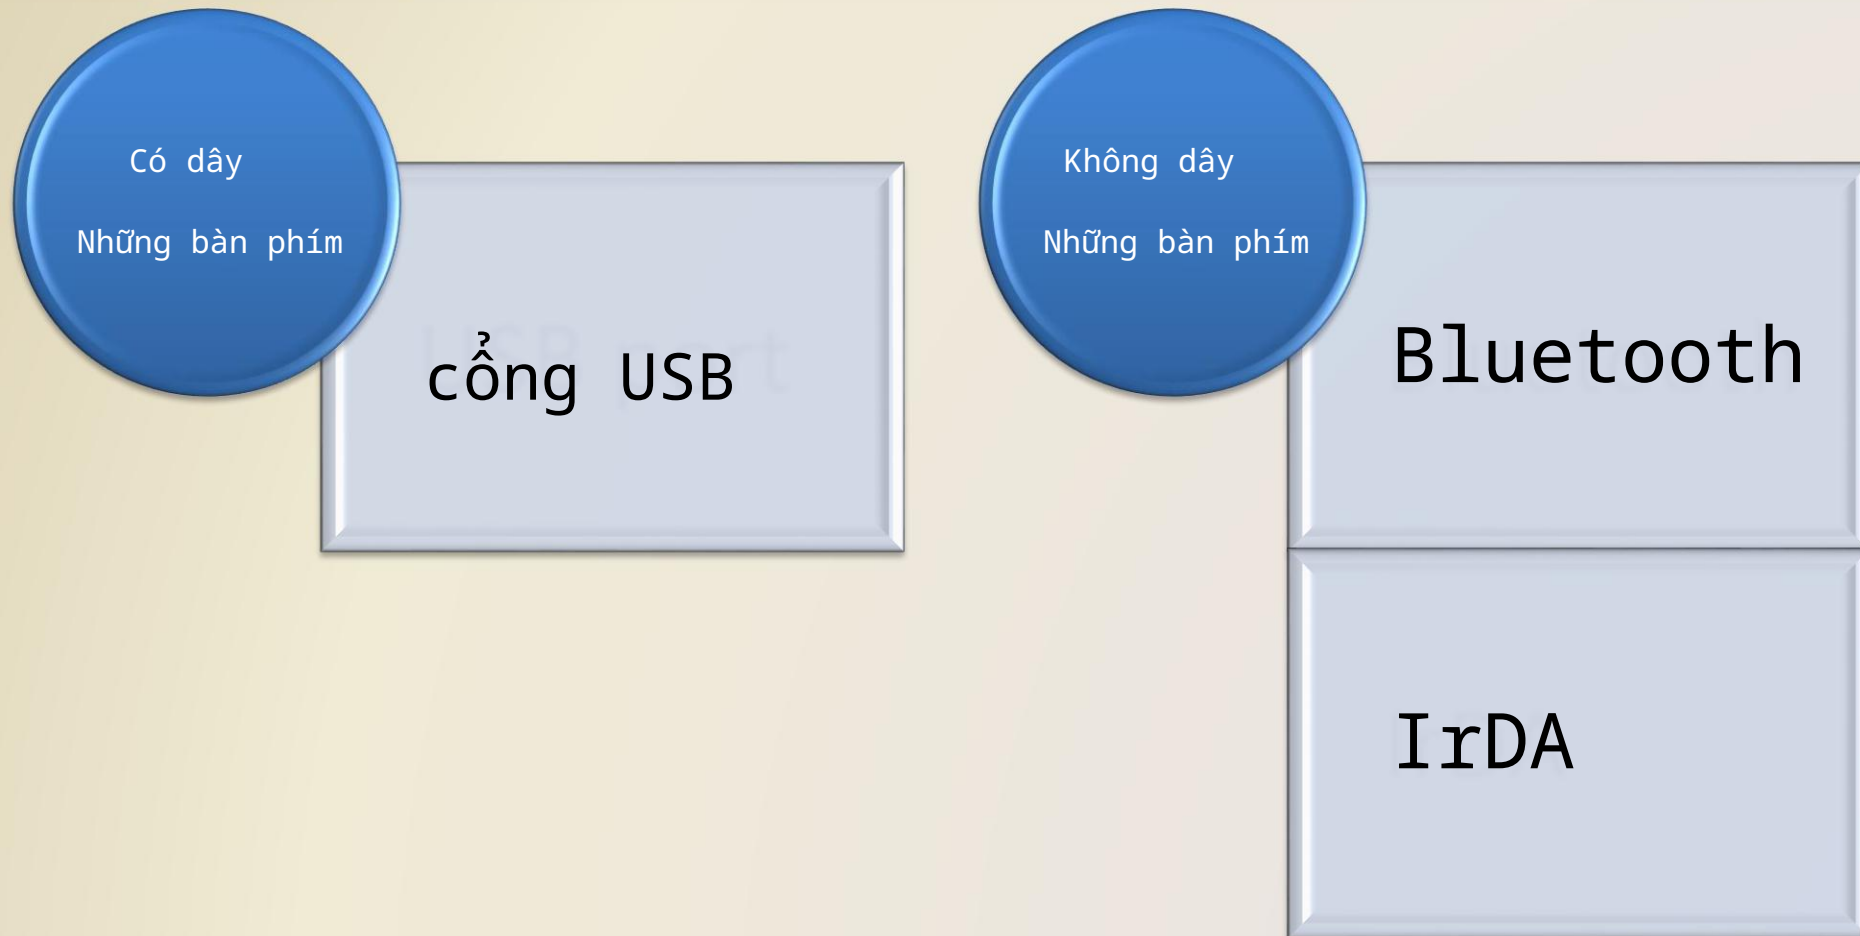 Có dây
Những bàn phím
cổng USB
Không dây
Những bàn phím
Bluetooth
IrDA